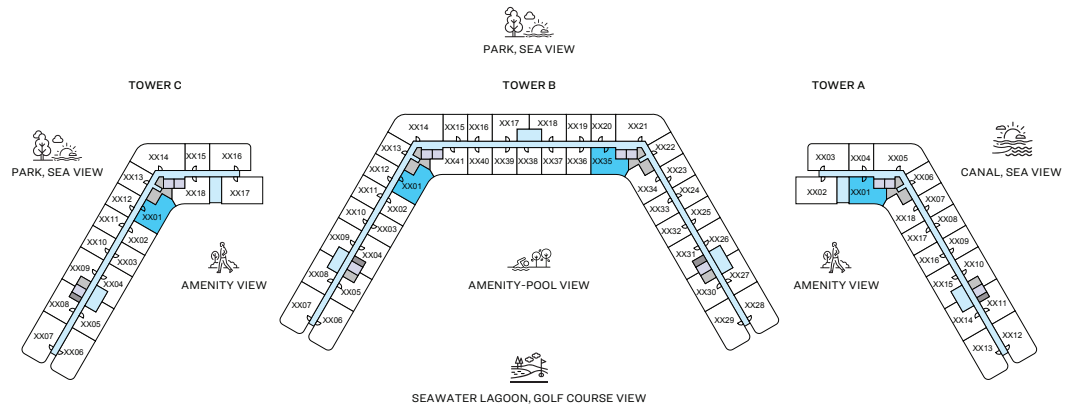 PARK, SEA VIEW
TOWER C
TOWER B
TOWER A
PARK, SEA VIEW
CANAL, SEA VIEW
XX14
XX15
XX16
XX13
XX18
XX17
XX12
XX01
XX11
XX02
XX10
XX03
XX09
XX04
XX08
XX05
XX07
XX06
XX14
XX15
XX16
XX17
XX18
XX19
XX20
XX21
XX13
XX41
XX40
XX39
XX38
XX37
XX36
XX35
XX22
XX12
XX01
XX34
XX23
XX11
XX02
XX33
XX24
XX10
XX03
XX32
XX25
XX09
XX04
XX31
XX26
XX08
XX05
XX30
XX27
XX07
XX06
XX29
XX28
XX03
XX04
XX05
XX02
XX01
XX06
XX18
XX07
XX17
XX08
XX16
XX09
XX15
XX10
XX14
XX11
XX13
XX12
AMENITY VIEW
AMENITY-POOL VIEW
AMENITY VIEW
SEAWATER LAGOON, GOLF COURSE VIEW